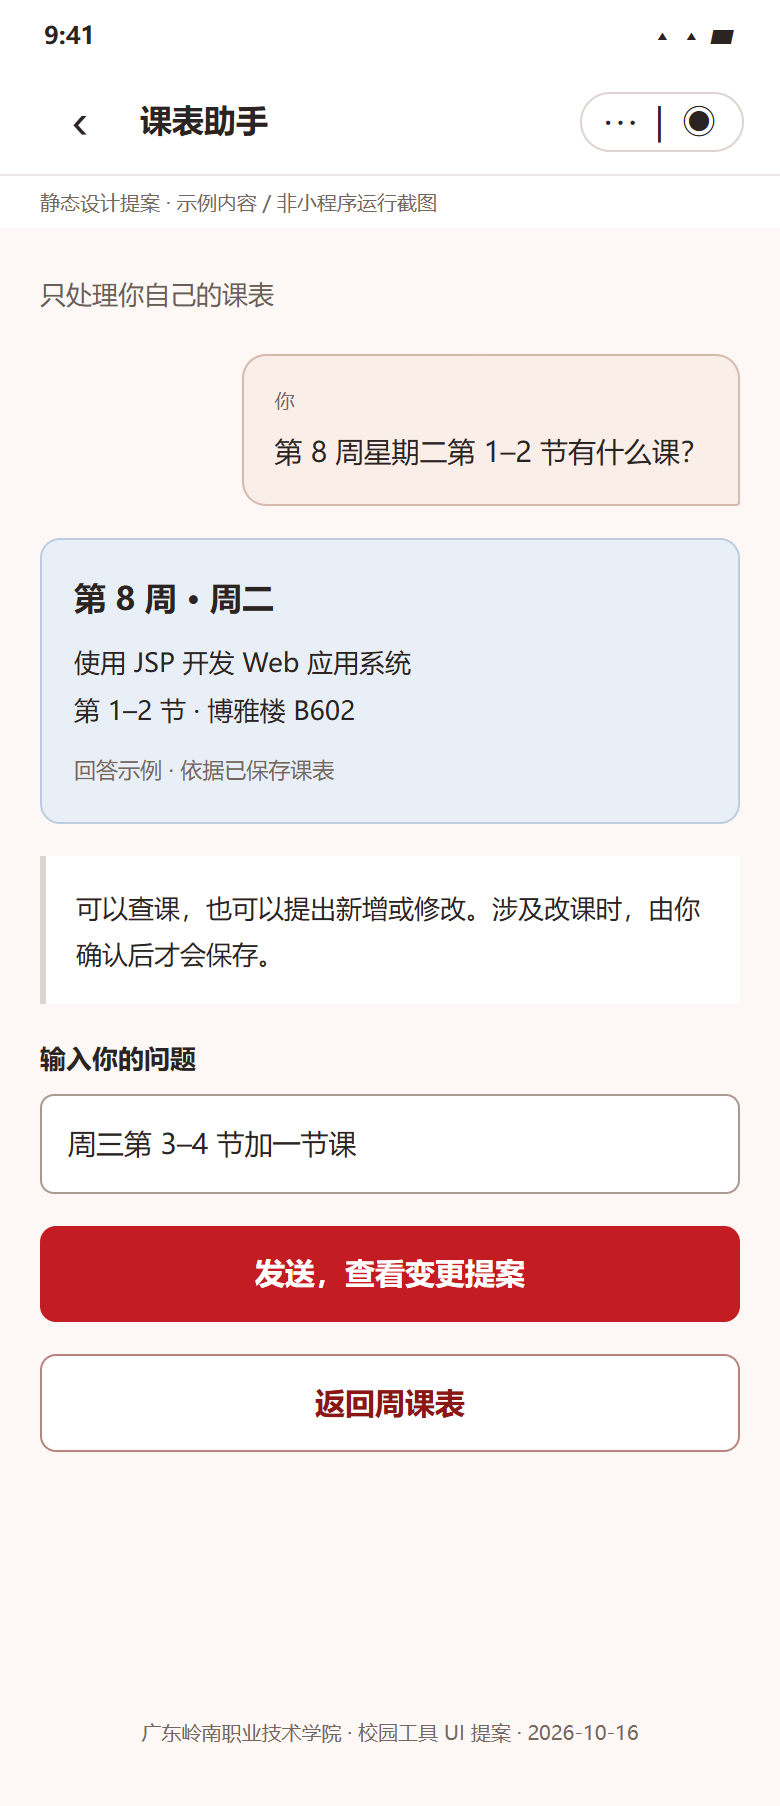 9:41
课表助手
静态设计提案 · 示例内容 / 非小程序运行截图
只处理你自己的课表
你
第 8 周星期二第 1–2 节有什么课?
第 8 周 • 周二
使用 JSP 开发 Web 应用系统
第 1–2 节 · 博雅楼 B602
回答示例 · 依据已保存课表
可以查课，也可以提出新增或修改。涉及改课时，由你
确认后才会保存。
输入你的问题
周三第 3–4 节加一节课
发送，查看变更提案
返回周课表
广东岭南职业技术学院 · 校园工具 UI 提案 · 2026-10-16